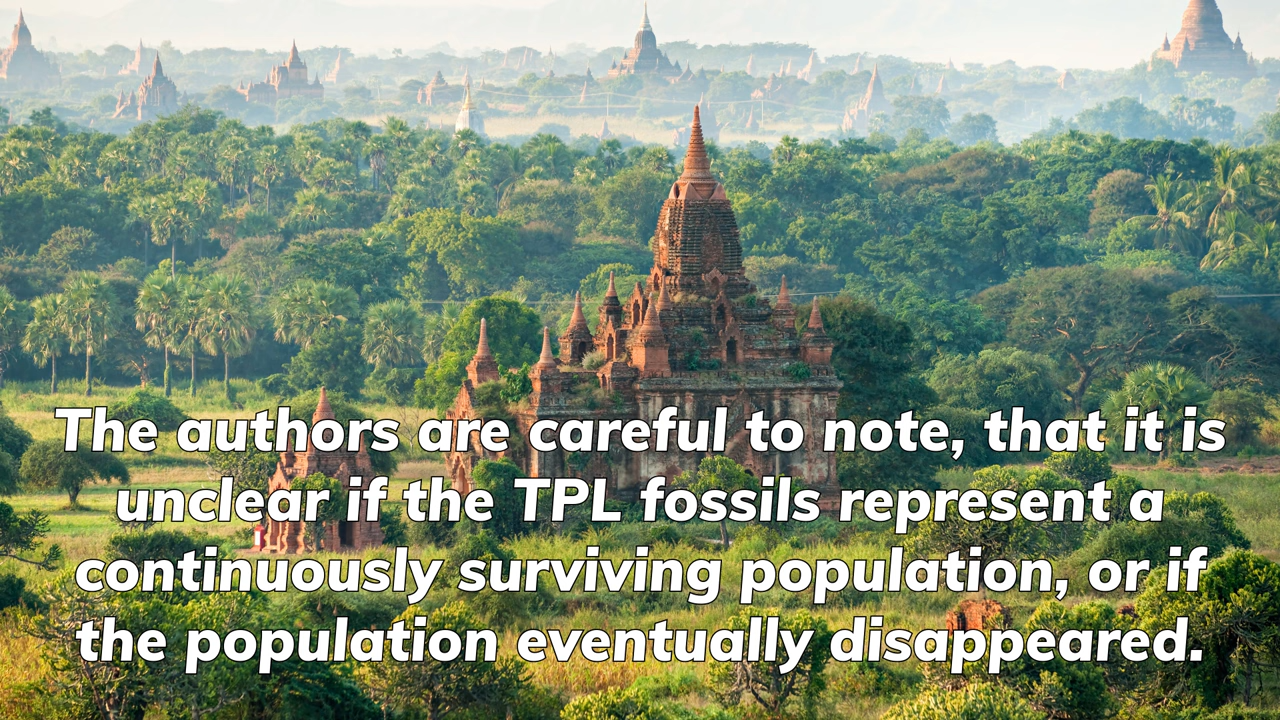 The authors are careful to note, that it is
unclear if the TPL fossils represent a
continuously surviving population, or if
the population eventually disappeared.